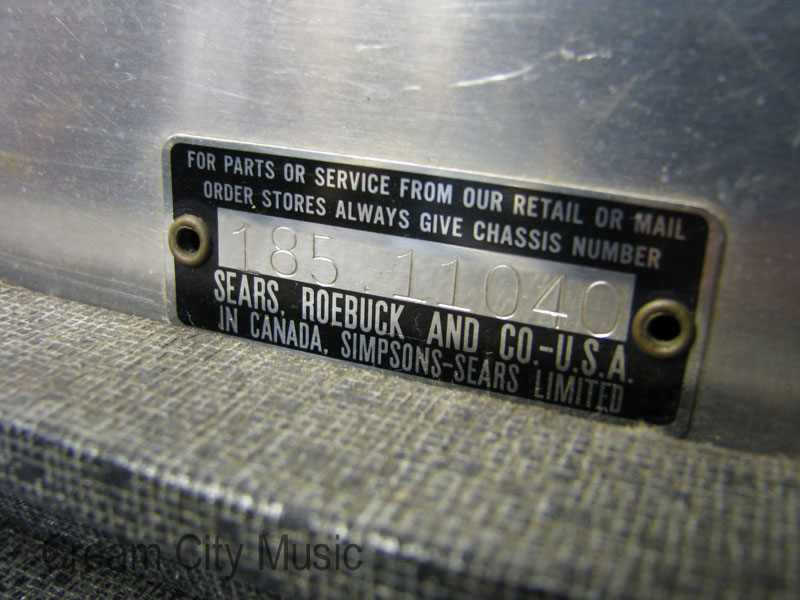 FOR PARTS OR SERVICE FROM OUR RETAIL OR MAIL
ORDER STORES ALWAYS GIVE CHASSIS NUMBER
185.11040
SEARS, ROEBUCK AND CO.-U.S.A.
IN CANADA, SIMPSONS-SEARS LIMITED
Cream City Music